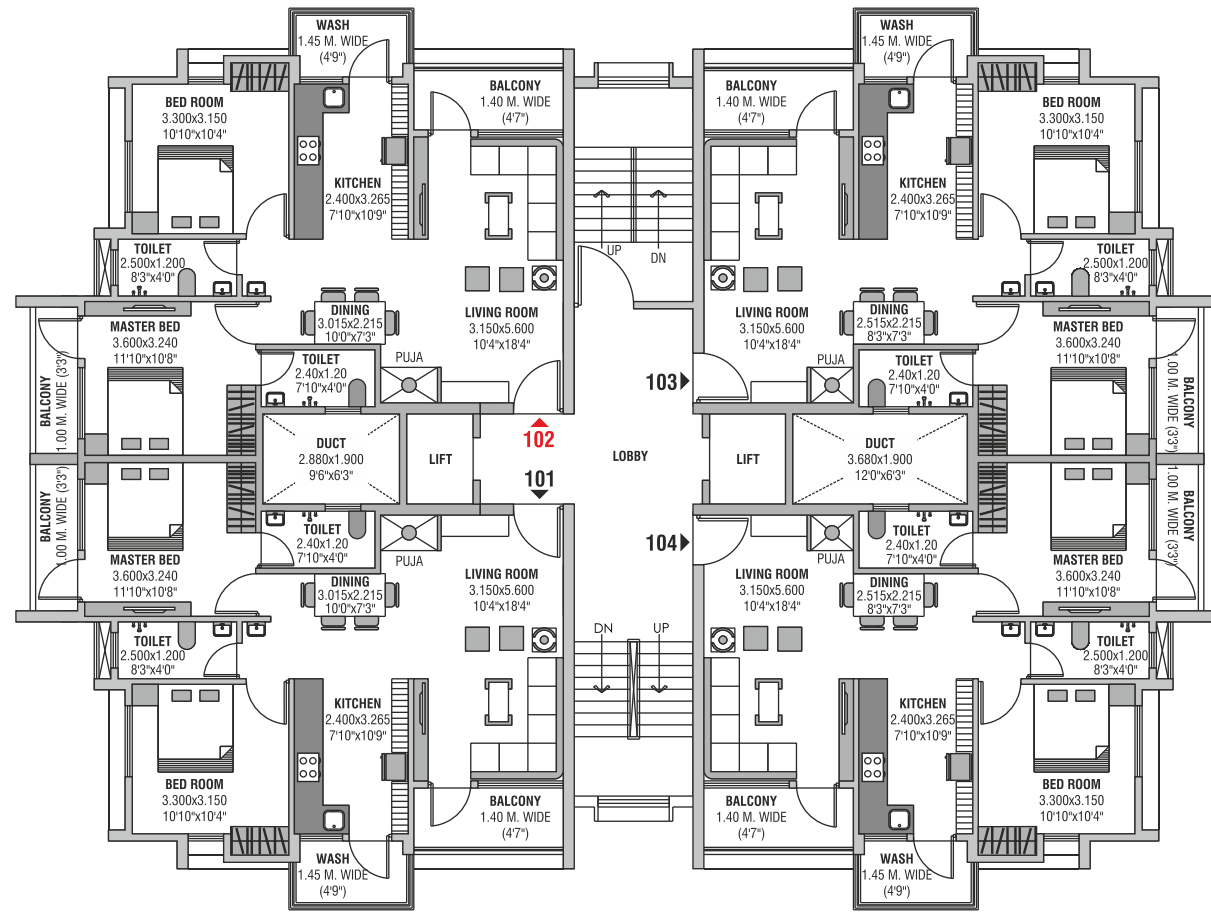 WASH
1.45 M. WIDE
(4'9")
BALCONY
1.40 M. WIDE
(4'7")
BED ROOM
3.300x3.150
10'10"x10'4"
KITCHEN
2.400x3.265
7'10"x10'9"
TOILET
2.500x1.200
8'3"x4'0"
MASTER BED
3.600x3.240
11'10"x10'8"
BALCONY
1.00 M. WIDE (3'3")
DINING
3.015x2.215
10'0"x7'3"
LIVING ROOM
3.150x5.600
10'4"x18'4"
TOILET
2.40x1.20
7'10"x4'0"
PUJA
UP
DN
WASH
1.45 M. WIDE
(4'9")
BALCONY
1.40 M. WIDE
(4'7")
BED ROOM
3.300x3.150
10'10"x10'4"
KITCHEN
2.400x3.265
7'10"x10'9"
TOILET
2.500x1.200
8'3"x4'0"
LIVING ROOM
3.150x5.600
10'4"x18'4"
DINING
2.515x2.215
8'3"x7'3"
MASTER BED
3.600x3.240
11'10"x10'8"
BALCONY
1.00 M. WIDE (3'3")
PUJA
TOILET
2.40x1.20
7'10"x4'0"
103
102
101
104
DUCT
2.880x1.900
9'6"x6'3"
LIFT
LOBBY
LIFT
DUCT
3.680x1.900
12'0"x6'3"
BALCONY
1.00 M. WIDE (3'3")
MASTER BED
3.600x3.240
11'10"x10'8"
TOILET
2.40x1.20
7'10"x4'0"
PUJA
DINING
3.015x2.215
10'0"x7'3"
LIVING ROOM
3.150x5.600
10'4"x18'4"
TOILET
2.500x1.200
8'3"x4'0"
KITCHEN
2.400x3.265
7'10"x10'9"
BED ROOM
3.300x3.150
10'10"x10'4"
BALCONY
1.40 M. WIDE
(4'7")
WASH
1.45 M. WIDE
(4'9")
DN
UP
PUJA
TOILET
2.40x1.20
7'10"x4'0"
LIVING ROOM
3.150x5.600
10'4"x18'4"
DINING
2.515x2.215
8'3"x7'3"
MASTER BED
3.600x3.240
11'10"x10'8"
BALCONY
1.00 M. WIDE (3'3")
TOILET
2.500x1.200
8'3"x4'0"
KITCHEN
2.400x3.265
7'10"x10'9"
BED ROOM
3.300x3.150
10'10"x10'4"
BALCONY
1.40 M. WIDE
(4'7")
WASH
1.45 M. WIDE
(4'9")